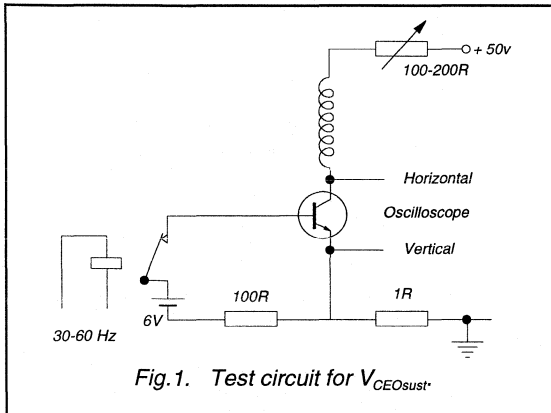 + 50v
100-200R
Horizontal
Oscilloscope
Vertical
100R
1R
6V
30-60 Hz
Fig.1. Test circuit for VCEOsust.